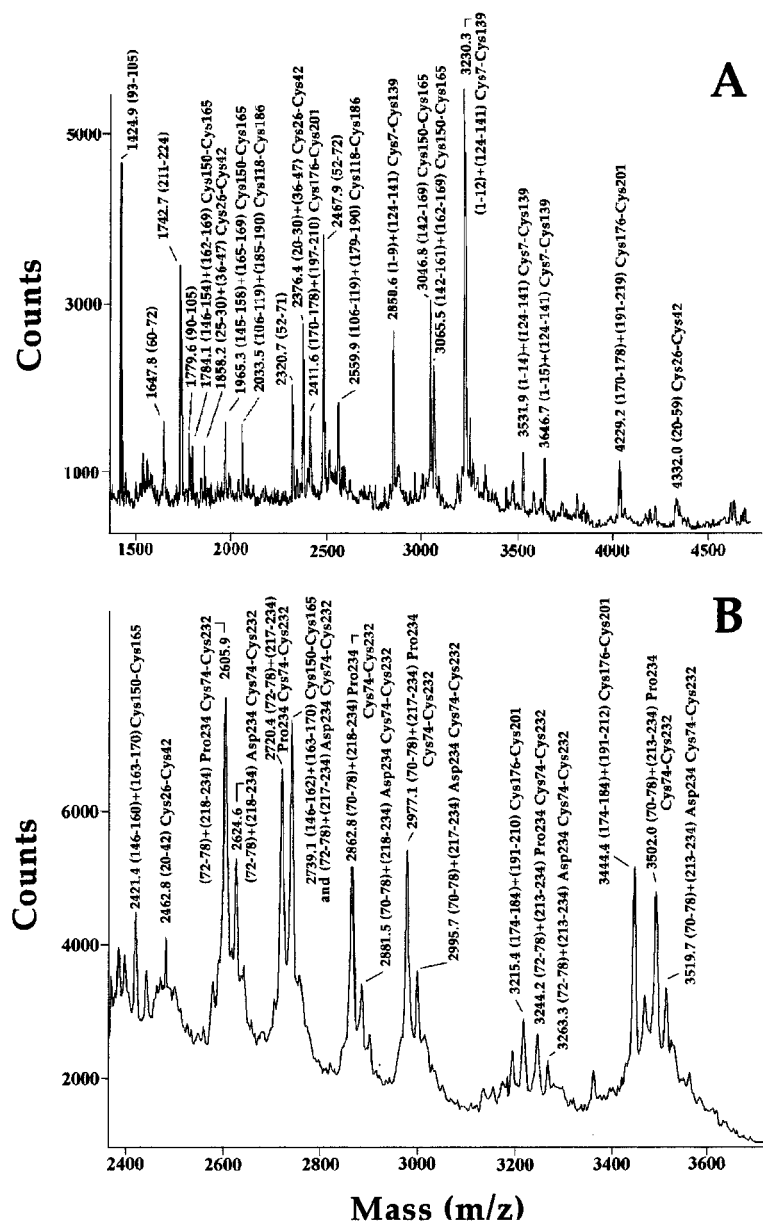 A
Counts
5000
3000
1000
1424.9 (93-105)
1647.8 (60-72)
1742.7 (211-224)
1779.6 (90-105)
1784.1 (146-154)+(162-169) Cys150-Cys165
1858.2 (25-30)+(36-47) Cys26-Cys42
1965.3 (145-158)+(165-169) Cys150-Cys165
2033.5 (106-119)+(185-190) Cys118-Cys186
2320.7 (52-71)
2376.4 (20-30)+(36-47) Cys26-Cys42
2411.6 (170-178)+(197-210) Cys176-Cys201
2467.9 (52-72)
2559.9 (106-119)+(179-190) Cys118-Cys186
2850.6 (1-9)+(124-141) Cys7-Cys139
3046.8 (142-169) Cys150-Cys165
3065.5 (142-161)+(162-169) Cys150-Cys165
3230.3
(1-12)+(124-141) Cys7-Cys139
3531.9 (1-14)+(124-141) Cys7-Cys139
3646.7 (1-15)+(124-141) Cys7-Cys139
4229.2 (170-178)+(191-219) Cys176-Cys201
4332.0 (20-59) Cys26-Cys42
1500 2000 2500 3000 3500 4000 4500
B
Counts
6000
4000
2000
2421.4 (146-160)+(163-170) Cys150-Cys165
2462.8 (20-42) Cys26-Cys42
(72-78)+(218-234) Pro234 Cys74-Cys232
2605.9
2624.6
(72-78)+(218-234) Asp234 Cys74-Cys232
2720.4 (72-78)+(217-234)
Pro234 Cys74-Cys232
2739.1 (146-162)+(163-170) Cys150-Cys165
and (72-78)+(217-234) Asp234 Cys74-Cys232
2862.8 (70-78)+(218-234) Pro234
Cys74-Cys232
2881.5 (70-78)+(218-234) Asp234 Cys74-Cys232
2977.1 (70-78)+(217-234) Pro234
Cys74-Cys232
2995.7 (70-78)+(217-234) Asp234 Cys74-Cys232
3215.4 (174-184)+(191-210) Cys176-Cys201
3244.2 (72-78)+(213-234) Pro234 Cys74-Cys232
3263.3 (72-78)+(213-234) Asp234 Cys74-Cys232
3444.4 (174-184)+(191-212) Cys176-Cys201
3502.0 (70-78)+(213-234) Pro234
Cys74-Cys232
3519.7 (70-78)+(213-234) Asp234 Cys74-Cys232
2400 2600 2800 3000 3200 3400 3600
Mass (m/z)